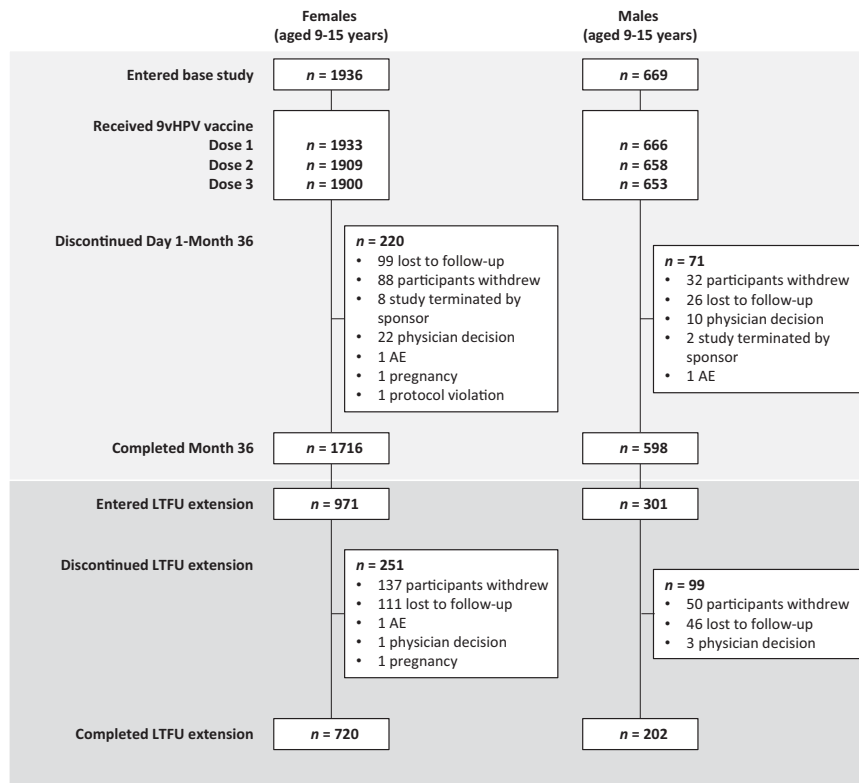 Females
(aged 9-15 years)
Males
(aged 9-15 years)
Entered base study
n = 1936
n = 669
Received 9vHPV vaccine
Dose 1
n = 1933
n = 666
Dose 2
n = 1909
n = 658
Dose 3
n = 1900
n = 653
Discontinued Day 1-Month 36
n = 220
• 99 lost to follow-up
• 88 participants withdrew
• 8 study terminated by
sponsor
• 22 physician decision
• 1 AE
• 1 pregnancy
• 1 protocol violation
n = 71
• 32 participants withdrew
• 26 lost to follow-up
• 10 physician decision
• 2 study terminated by
sponsor
• 1 AE
Completed Month 36
n = 1716
n = 598
Entered LTFU extension
n = 971
n = 301
Discontinued LTFU extension
n = 251
• 137 participants withdrew
• 111 lost to follow-up
• 1 AE
• 1 physician decision
• 1 pregnancy
n = 99
• 50 participants withdrew
• 46 lost to follow-up
• 3 physician decision
Completed LTFU extension
n = 720
n = 202